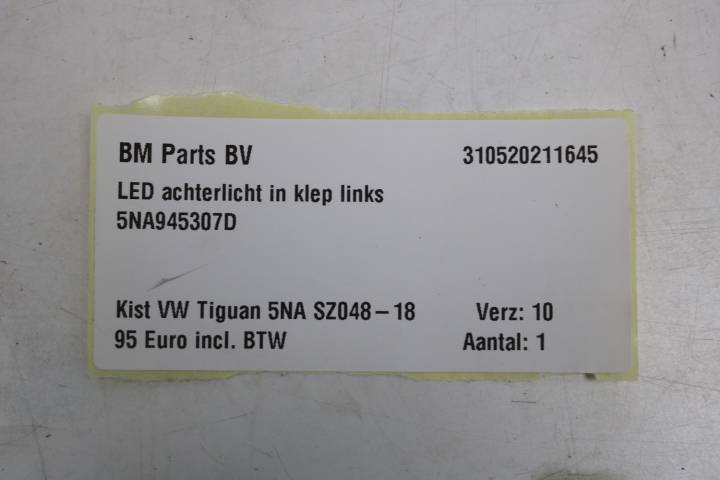 BM Parts BV 310520211645
LED achterlicht in klep links
5NA945307D
Kist VW Tiguan 5NA SZ048-18 Verz: 10
95 Euro incl. BTW Aantal: 1